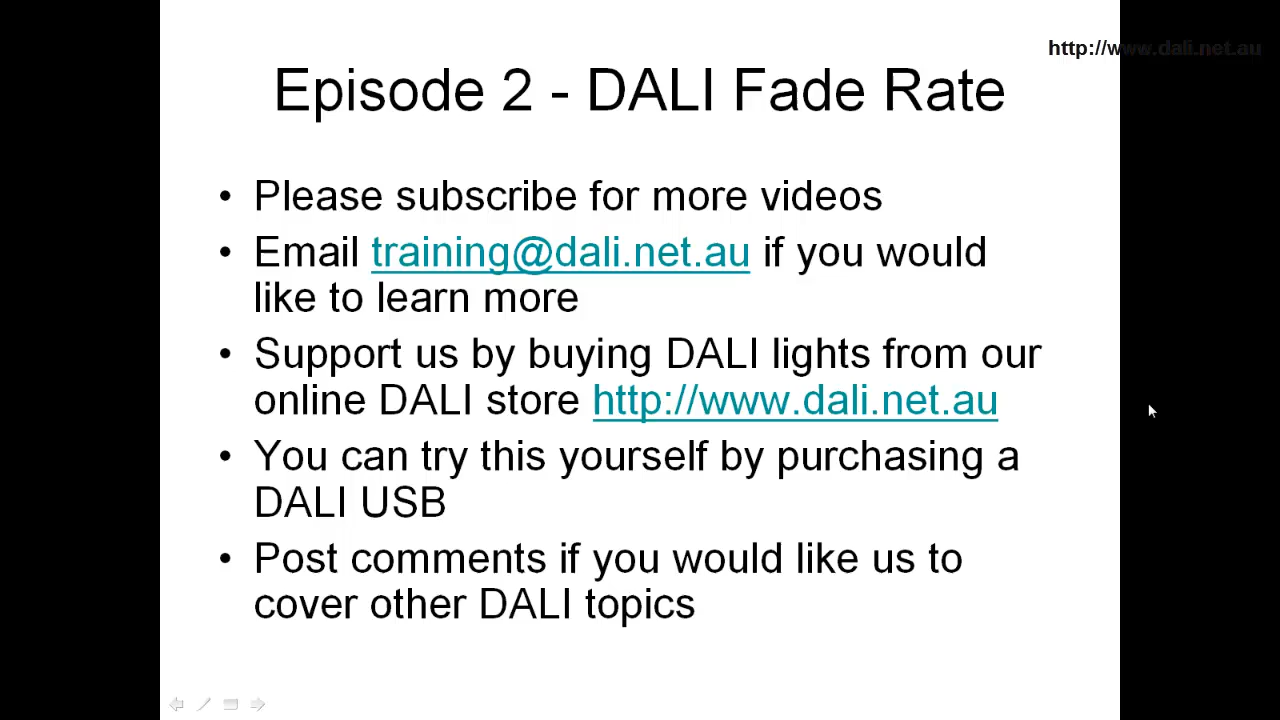 http://www.dali.net.au
Episode 2 - DALI Fade Rate
• Please subscribe for more videos
• Email training@dali.net.au if you would
like to learn more
• Support us by buying DALI lights from our
online DALI store http://www.dali.net.au
• You can try this yourself by purchasing a
DALI USB
• Post comments if you would like us to
cover other DALI topics